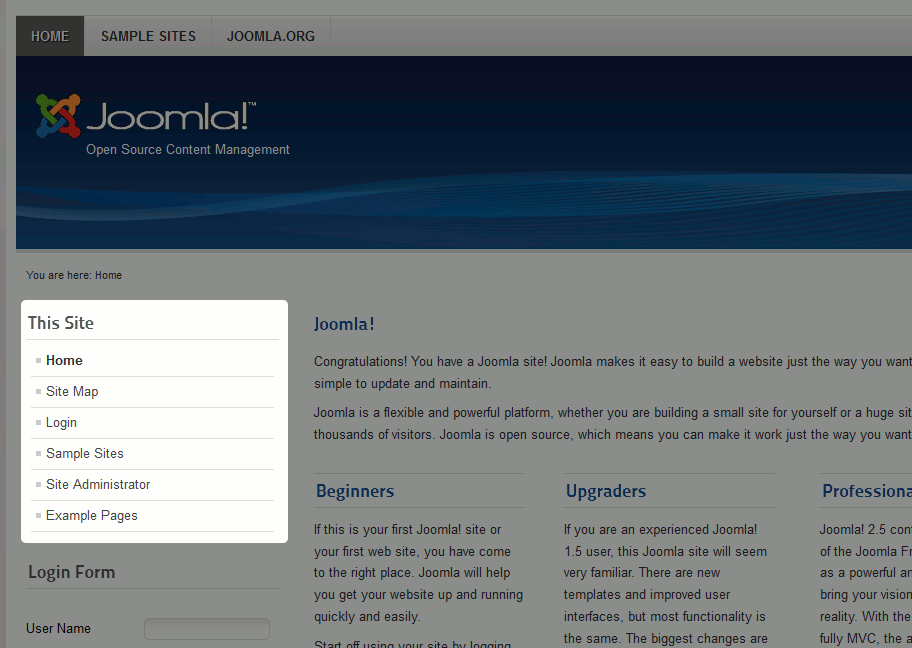 HOME SAMPLE SITES JOOMLA.ORG
Joomla!™
Open Source Content Management
You are here: Home
This Site
Home
Site Map
Login
Sample Sites
Site Administrator
Example Pages
Login Form
User Name
Joomla!
Congratulations! You have a Joomla site! Joomla makes it easy to build a website just the way you want
simple to update and maintain.
Joomla is a flexible and powerful platform, whether you are building a small site for yourself or a huge
thousands of visitors. Joomla is open source, which means you can make it work just the way you want
Beginners
If this is your first Joomla! site or
your first web site, you have come
to the right place. Joomla will help
you get your website up and running
quickly and easily.
Start off using your site by logging
Upgraders
If you are an experienced Joomla!
1.5 user, this Joomla site will seem
very familiar. There are new
templates and improved user
interfaces, but most functionality is
the same. The biggest changes are
Professiona
Joomla! 2.5
of the Joomla
as a powerful
bring your vision
reality. With the
fully MVC, the